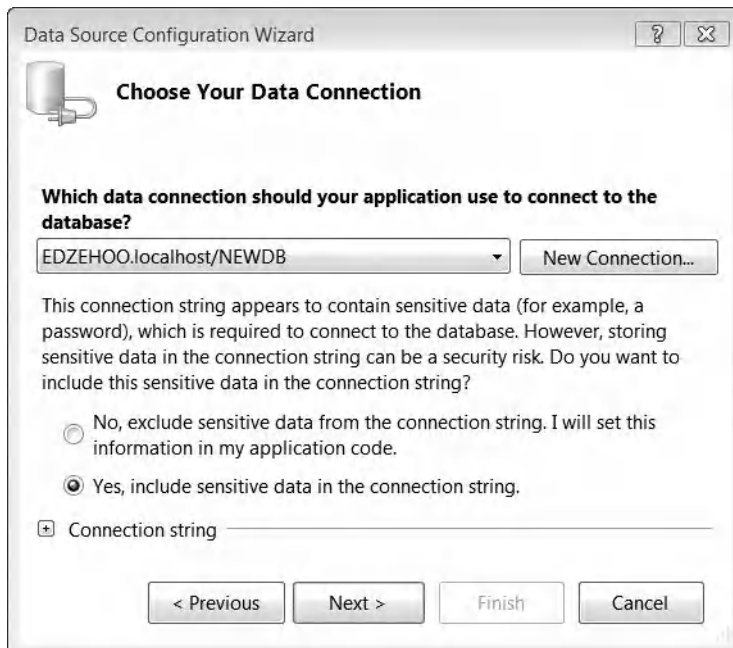 Data Source Configuration Wizard
?
Choose Your Data Connection
Which data connection should your application use to connect to the
database?
EDZEHOO.localhost/NEWDB
New Connection...
This connection string appears to contain sensitive data (for example, a
password), which is required to connect to the database. However, storing
sensitive data in the connection string can be a security risk. Do you want to
include this sensitive data in the connection string?
No, exclude sensitive data from the connection string. I will set this
information in my application code.
Yes, include sensitive data in the connection string.
+ Connection string
< Previous
Next >
Finish
Cancel